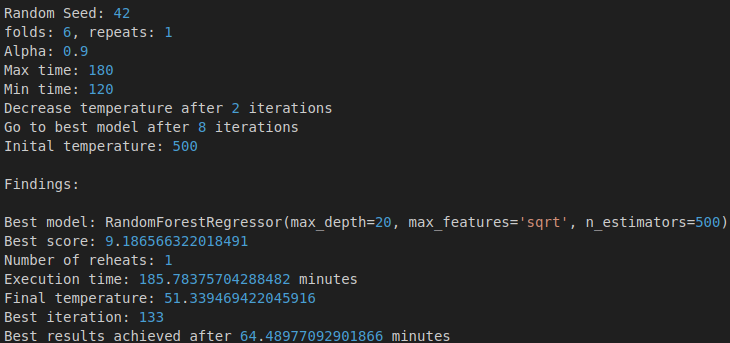 Random Seed: 42
folds: 6, repeats: 1
Alpha: 0.9
Max time: 180
Min time: 120
Decrease temperature after 2 iterations
Go to best model after 8 iterations
Inital temperature: 500
Findings:
Best model: RandomForestRegressor(max_depth=20, max_features='sqrt', n_estimators=500)
Best score: 9.186566322018491
Number of reheats: 1
Execution time: 185.78375704288482 minutes
Final temperature: 51.339469422045916
Best iteration: 133
Best results achieved after 64.48977092901866 minutes